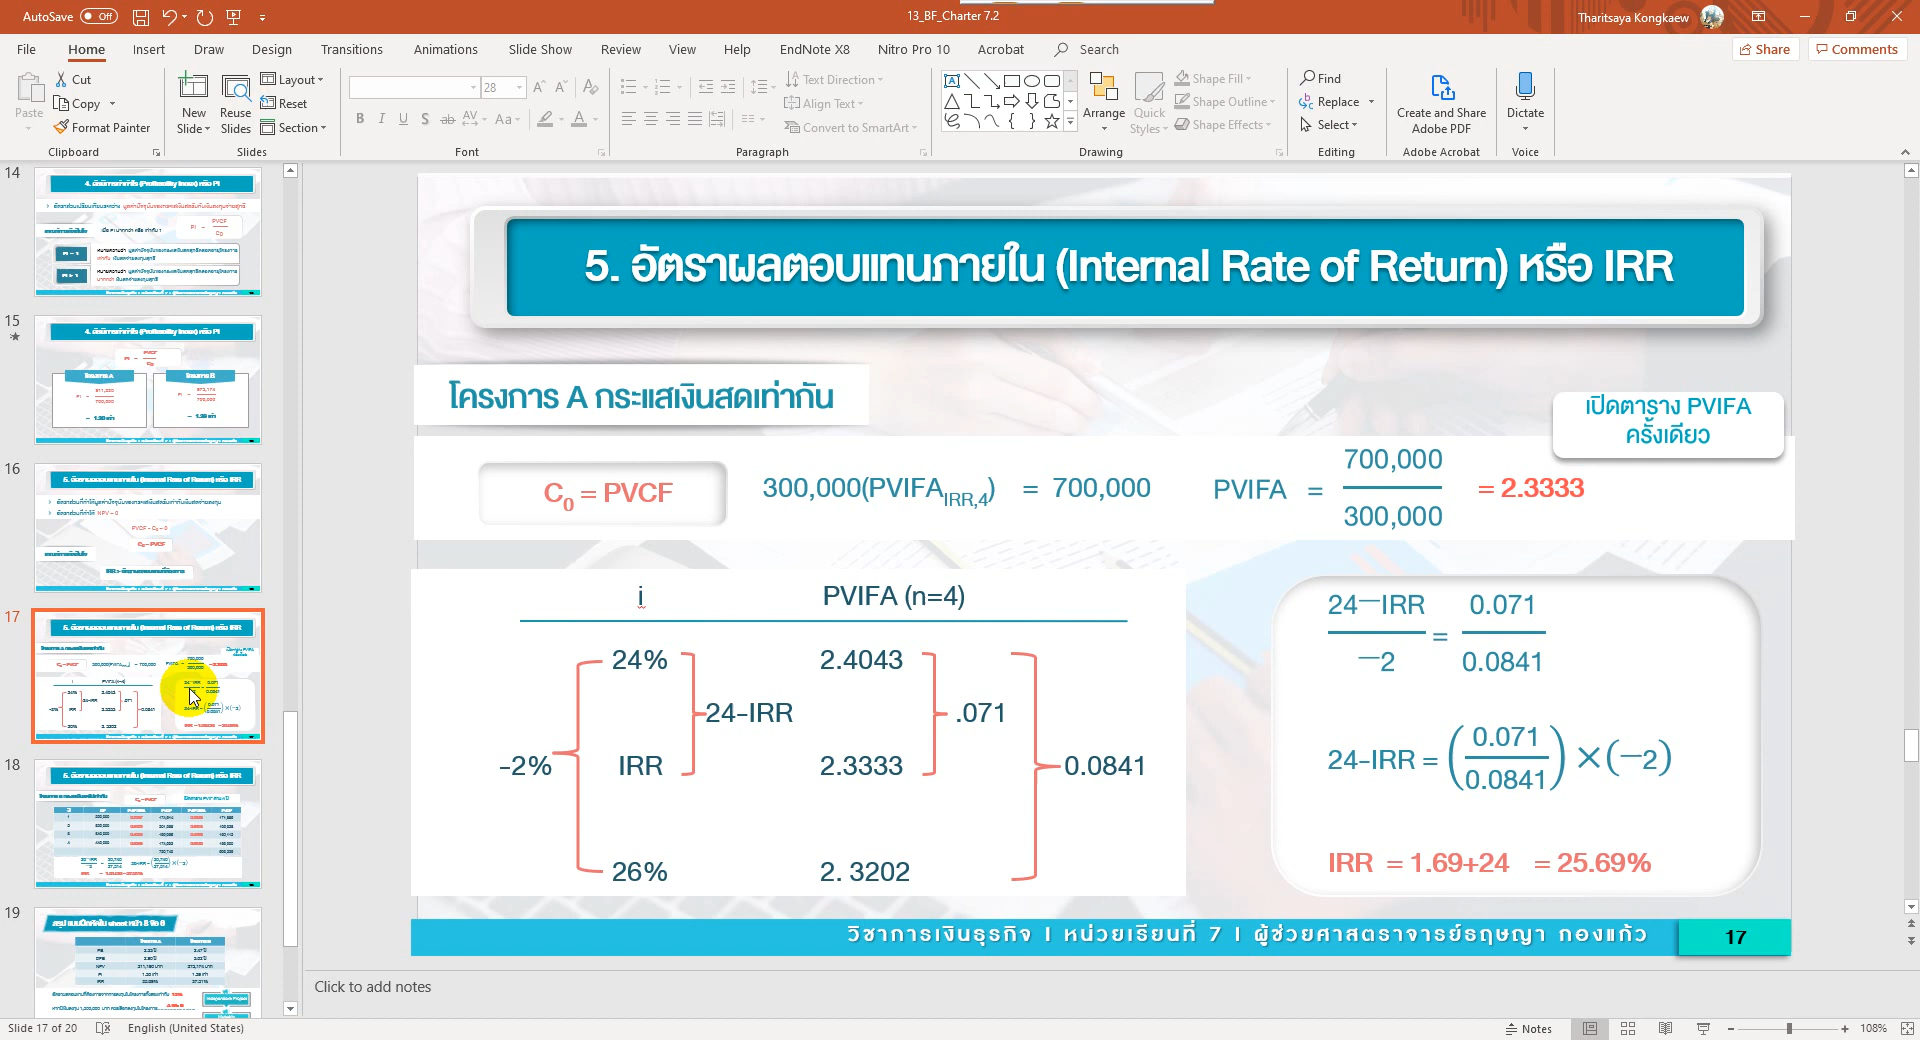 AutoSave Off
13_BF_Charter 7.2
Tharitsaya Kongkaew
File Home Insert Draw Design Transitions Animations Slide Show Review View Help EndNote X8 Nitro Pro 10 Acrobat Search
Share Comments
Paste
Cut
Copy
Format Painter
Clipboard
New Slide
Reuse Slides
Layout
Reset
Section
Slides
28
B I U S ab AV Aa A
Font
Text Direction
Align Text
Convert to SmartArt
Paragraph
Arrange
Quick Styles
Shape Fill
Shape Outline
Shape Effects
Drawing
Find
Replace
Select
Editing
Create and Share Adobe PDF
Adobe Acrobat
Dictate
Voice
14
15
16
17
18
19
5. อัตราผลตอบแทนภายใน (Internal Rate of Return) หรือ IRR
โครงการ A กระแสเงินสดเท่ากัน
เปิดตาราง PVIFA
ครั้งเดียว
C0 = PVCF
300,000(PVIFAIRR,4) = 700,000
PVIFA = 700,000 / 300,000 = 2.3333
i PVIFA (n=4)
24% 2.4043
24-IRR .071
-2% IRR 2.3333 0.0841
26% 2. 3202
24−IRR / −2 = 0.071 / 0.0841
24-IRR = (0.071 / 0.0841) ×(−2)
IRR = 1.69+24 = 25.69%
วิชาการเงินธุรกิจ I หน่วยเรียนที่ 7 I ผู้ช่วยศาสตราจารย์ธฤษญา กองแก้ว
17
Click to add notes
Slide 17 of 20 English (United States)
Notes
108%